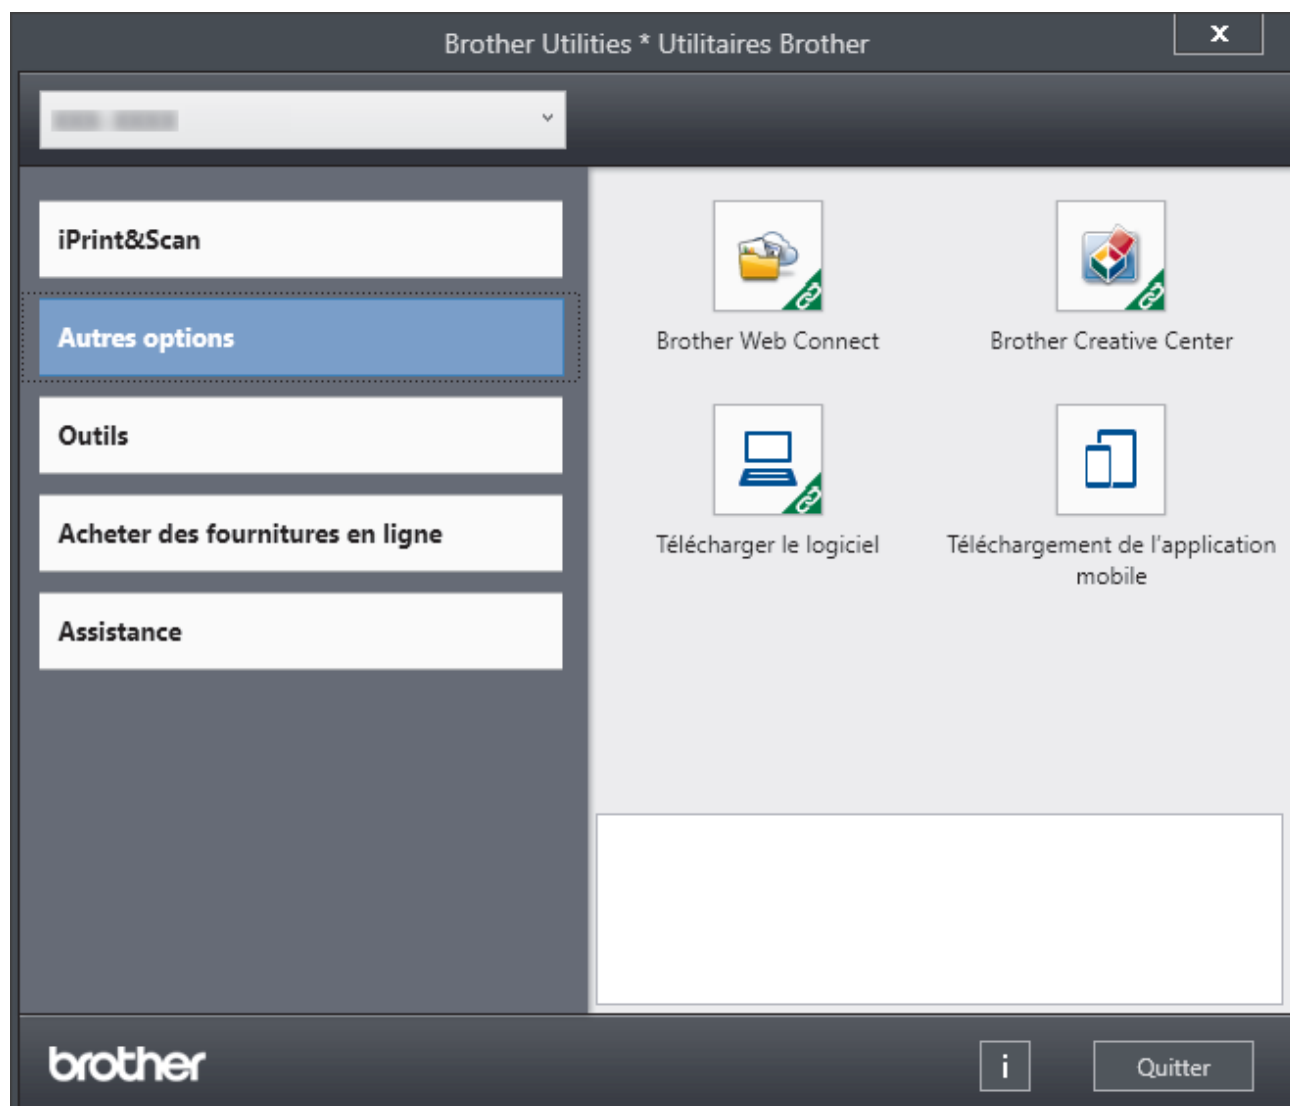 Brother Utilities * Utilitaires Brother
X
iPrint&Scan
Autres options
Outils
Acheter des fournitures en ligne
Assistance
Brother Web Connect
Brother Creative Center
Télécharger le logiciel
Téléchargement de l'application
mobile
brother
i
Quitter